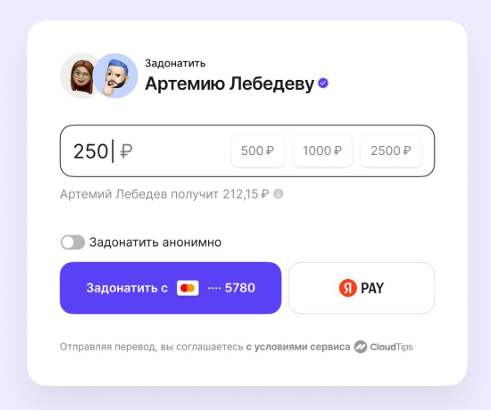 Задонатить
Артемию Лебедеву
250 ₽ 500 ₽ 1000 ₽ 2500 ₽
Артемий Лебедев получит 212,15 ₽
Задонатить анонимно
Задонатить с ···· 5780 Я PAY
Отправляя перевод, вы соглашаетесь с условиями сервиса CloudTips